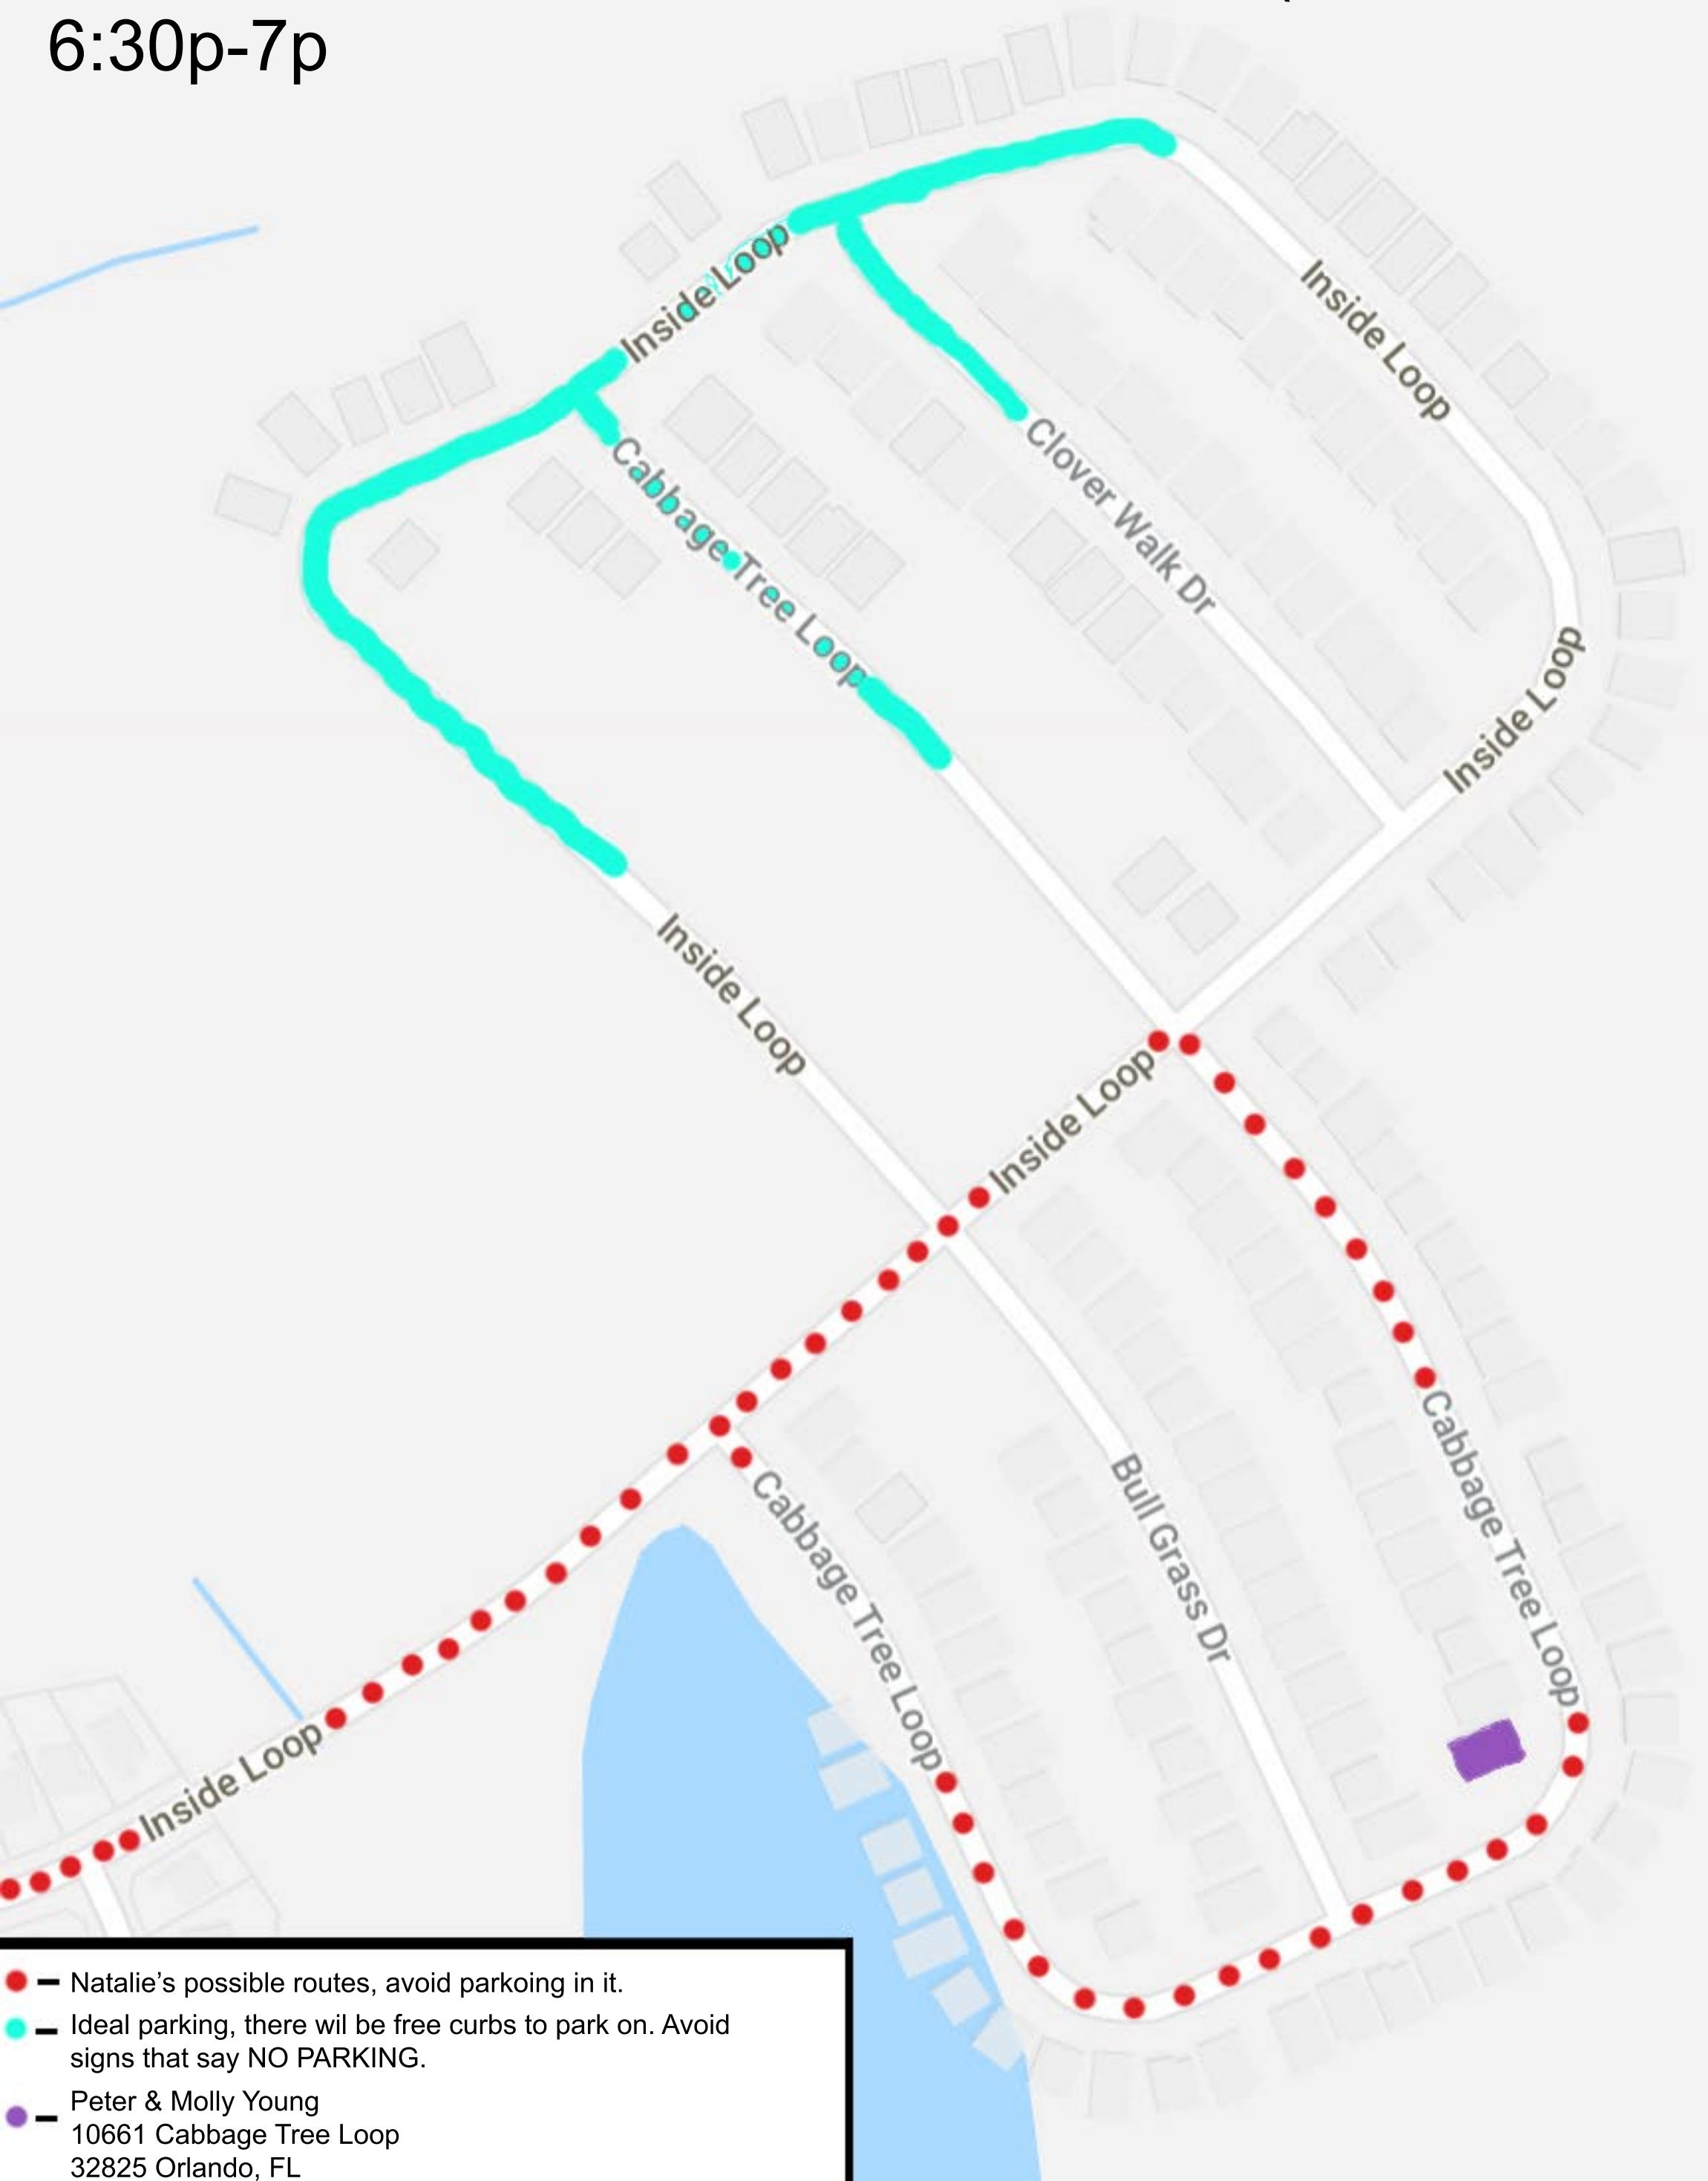 6:30p-7p
Inside Loop
Inside Loop
Clover Walk Dr
Cabbage Tree Loop
Inside Loop
Inside Loop
Inside Loop
Cabbage Tree Loop
Bull Grass Dr
Cabbage Tree Loop
Inside Loop
Natalie’s possible routes, avoid parkoing in it.
Ideal parking, there wil be free curbs to park on. Avoid
signs that say NO PARKING.
Peter & Molly Young
10661 Cabbage Tree Loop
32825 Orlando, FL